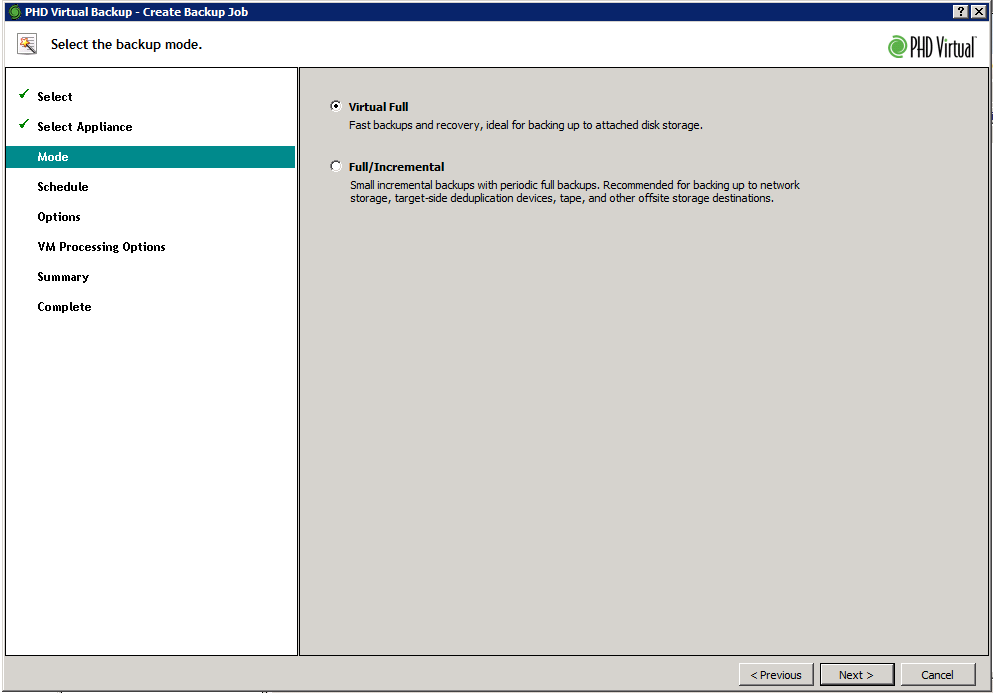 PHD Virtual Backup - Create Backup Job
Select the backup mode.
PHD Virtual
Select
Select Appliance
Mode
Schedule
Options
VM Processing Options
Summary
Complete
Virtual Full
Fast backups and recovery, ideal for backing up to attached disk storage.
Full/Incremental
Small incremental backups with periodic full backups. Recommended for backing up to network
storage, target-side deduplication devices, tape, and other offsite storage destinations.
< Previous
Next >
Cancel